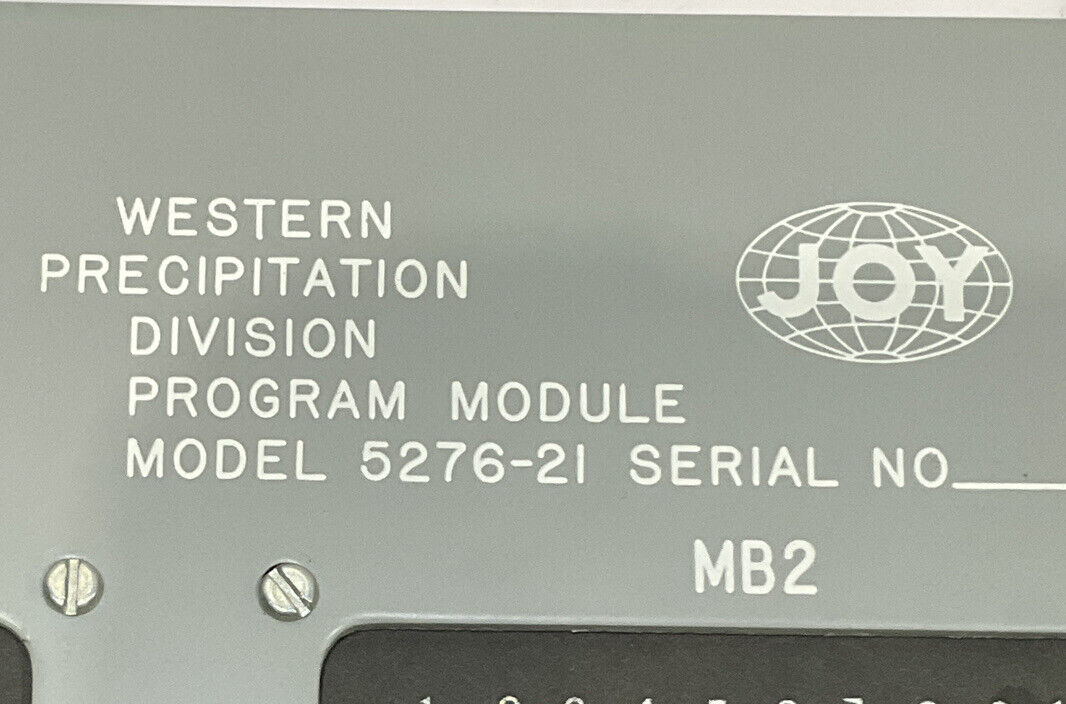 WESTERN
PRECIPITATION
DIVISION
PROGRAM MODULE
MODEL 5276-21 SERIAL NO
JOY
MB2